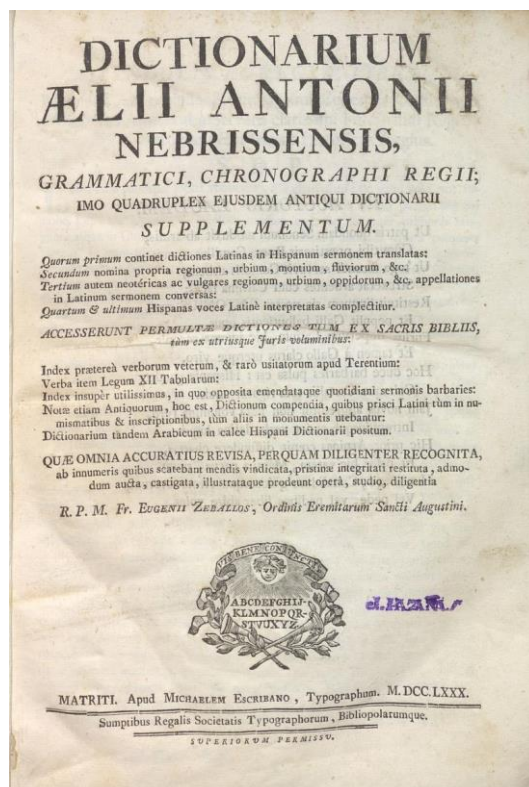 DICTIONARIUM
ÆLII ANTONII
NEBRISSENSIS,
GRAMMATICI, CHRONOGRAPHI REGII;
IMO QUADRUPLEX EJUSDEM ANTIQUI DICTIONARII
SUPPLEMENTUM.
Quorum primum continet dictiones Latinas in Hispanum sermonem translatas:
Secundum nomina propria regionum, urbium, montium, fluviorum, &c.
Tertium autem neotéricas ac vulgares regionum, urbium, oppidorum, &c. appellationes
in Latinum sermonem conversas:
Quartum & ultimum Hispanas voces Latinè interpretatas complectitur.
ACCESSERUNT PERMULTÆ DICTIONES TUM EX SACRIS BIBLIIS,
tùm ex utriusque Juris voluminibus:
Index prætereà verborum veterum, & rarò usitatorum apud Terentium:
Verba item Legum XII Tabularum:
Index insupèr utilissimus, in quo opposita emendataque quotidiani sermonis barbaries:
Notæ etiam Antiquorum, hoc est, Dictionum compendia, quibus prisci Latini tùm in nu-
mismatibus & inscriptionibus, tùm aliis in monumentis utebantur:
Dictionarium tandem Arabicum in calce Hispani Dictionarii positum.
QUÆ OMNIA ACCURATIUS REVISA, PERQUAM DILIGENTER RECOGNITA,
ab innumeris quibus scatebant mendis vindicata, pristinæ integritati restituta, admo-
dum aucta, castigata, illustrataque prodeunt operâ, studio, diligentia
R. P. M. Fr. EUGENII ZEBALLOS, Ordinis Eremitarum Sancti Augustini.
BENE CONJUNCTIS
ABCDEFGHIJ-
KLMNOPQR-
STVUXYZ.
MATRITI. Apud MICHAELEM ESCRIBANO, Typographum. M.DCC.LXXX.
Sumptibus Regalis Societatis Typographorum, Bibliopolarumque.
SUPERIORUM PERMISSU.